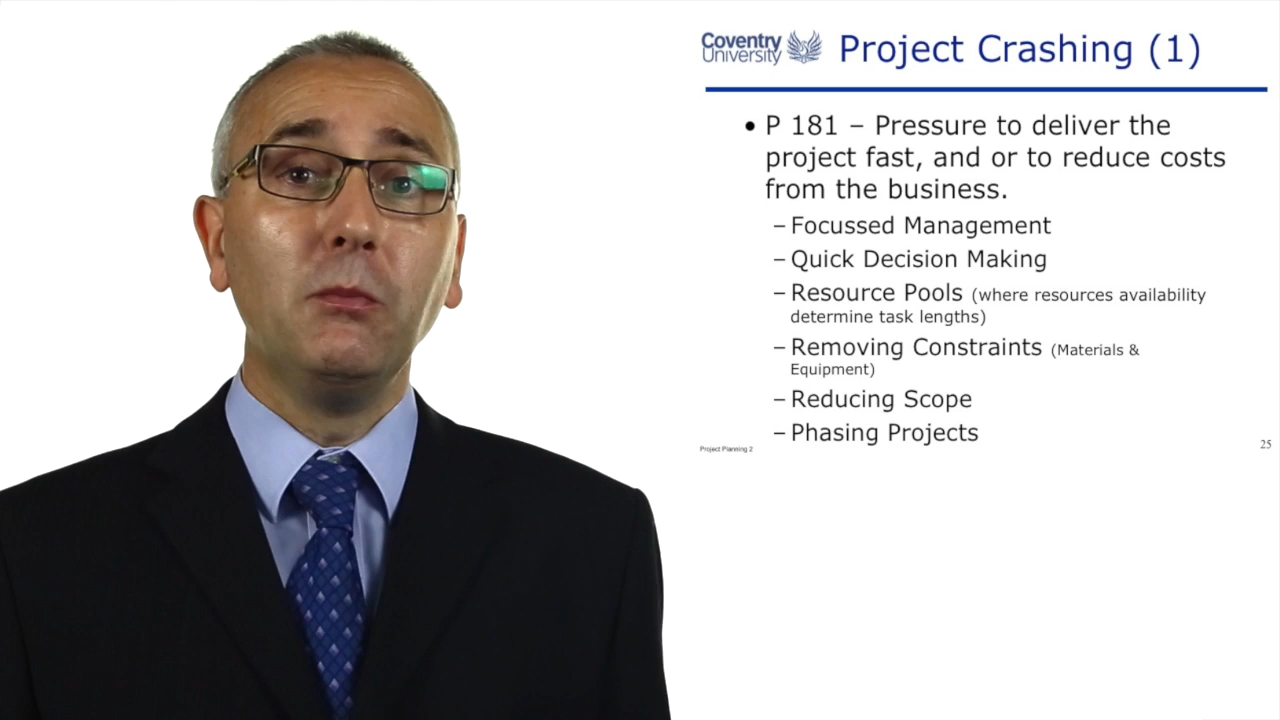 Coventry
University
Project Crashing (1)
• P 181 – Pressure to deliver the
project fast, and or to reduce costs
from the business.
– Focussed Management
– Quick Decision Making
– Resource Pools (where resources availability
determine task lengths)
– Removing Constraints (Materials &
Equipment)
– Reducing Scope
– Phasing Projects
Project Planning 2
25